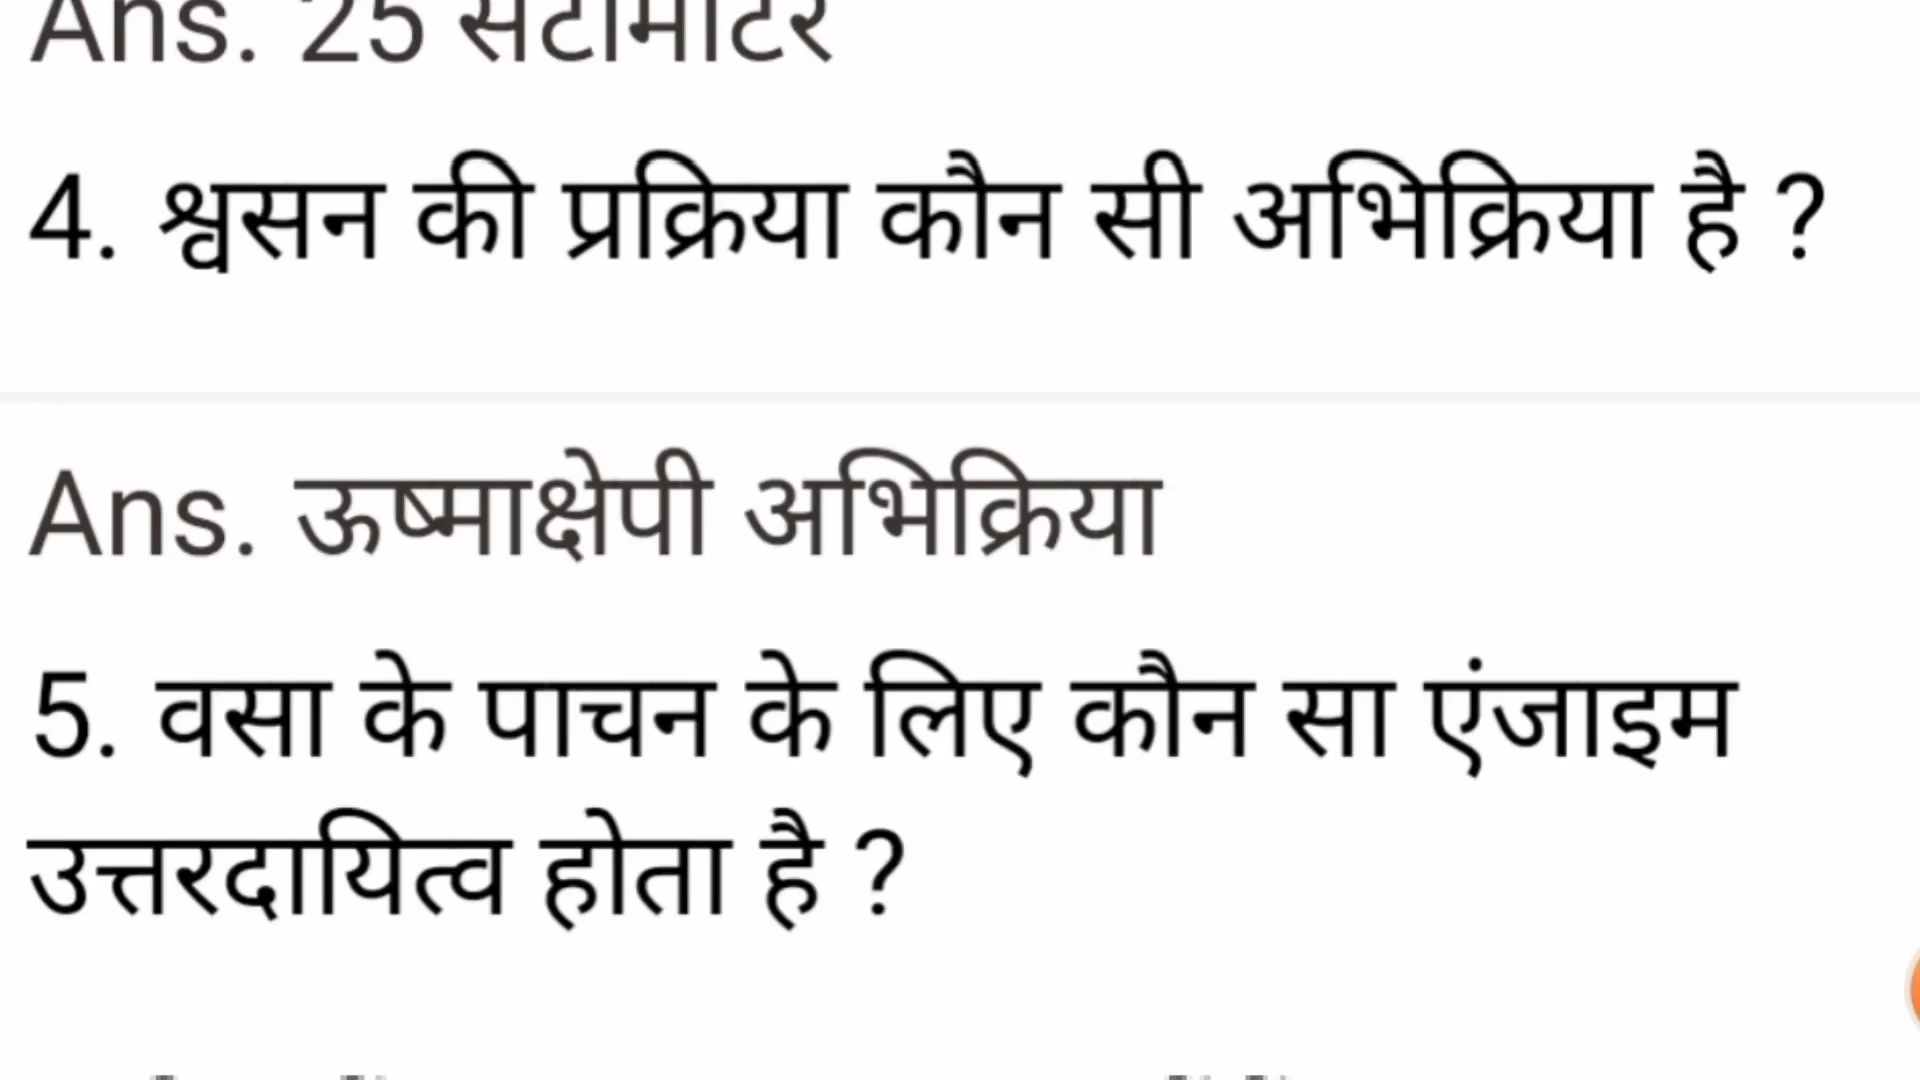 Ans. 25 सेंटीमीटर
4. श्वसन की प्रक्रिया कौन सी अभिक्रिया है ?
Ans. ऊष्माक्षेपी अभिक्रिया
5. वसा के पाचन के लिए कौन सा एंजाइम
उत्तरदायित्व होता है ?